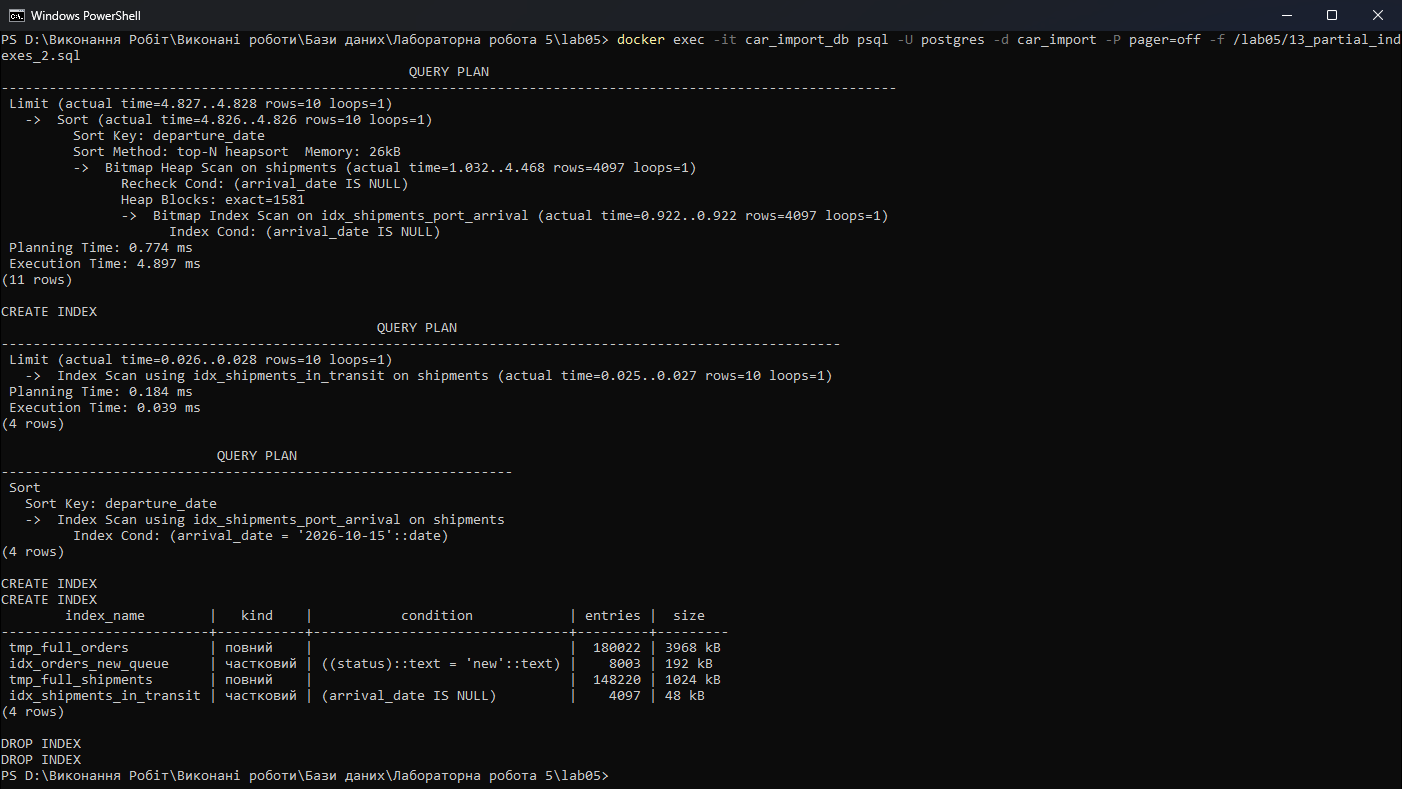 Windows PowerShell
PS D:\Виконання Робіт\Виконані роботи\Бази даних\Лабораторна робота 5\lab05> docker exec -it car_import_db psql -U postgres -d car_import -P pager=off -f /lab05/13_partial_ind
exes_2.sql
                                                   QUERY PLAN
----------------------------------------------------------------------------------------------------------------
 Limit (actual time=4.827..4.828 rows=10 loops=1)
   ->  Sort (actual time=4.826..4.826 rows=10 loops=1)
         Sort Key: departure_date
         Sort Method: top-N heapsort  Memory: 26kB
         ->  Bitmap Heap Scan on shipments (actual time=1.032..4.468 rows=4097 loops=1)
               Recheck Cond: (arrival_date IS NULL)
               Heap Blocks: exact=1581
               ->  Bitmap Index Scan on idx_shipments_port_arrival (actual time=0.922..0.922 rows=4097 loops=1)
                     Index Cond: (arrival_date IS NULL)
 Planning Time: 0.774 ms
 Execution Time: 4.897 ms
(11 rows)

CREATE INDEX
                                               QUERY PLAN
---------------------------------------------------------------------------------------------------------
 Limit (actual time=0.026..0.028 rows=10 loops=1)
   ->  Index Scan using idx_shipments_in_transit on shipments (actual time=0.025..0.027 rows=10 loops=1)
 Planning Time: 0.184 ms
 Execution Time: 0.039 ms
(4 rows)

                           QUERY PLAN
----------------------------------------------------------------
 Sort
   Sort Key: departure_date
   ->  Index Scan using idx_shipments_port_arrival on shipments
         Index Cond: (arrival_date = '2026-10-15'::date)
(4 rows)

CREATE INDEX
CREATE INDEX
        index_name        |   kind    |           condition            | entries |  size
--------------------------+-----------+--------------------------------+---------+---------
 tmp_full_orders          | повний    |                                |  180022 | 3968 kB
 idx_orders_new_queue     | частковий | ((status)::text = 'new'::text) |    8003 | 192 kB
 tmp_full_shipments       | повний    |                                |  148220 | 1024 kB
 idx_shipments_in_transit | частковий | (arrival_date IS NULL)         |    4097 | 48 kB
(4 rows)

DROP INDEX
DROP INDEX
PS D:\Виконання Робіт\Виконані роботи\Бази даних\Лабораторна робота 5\lab05>